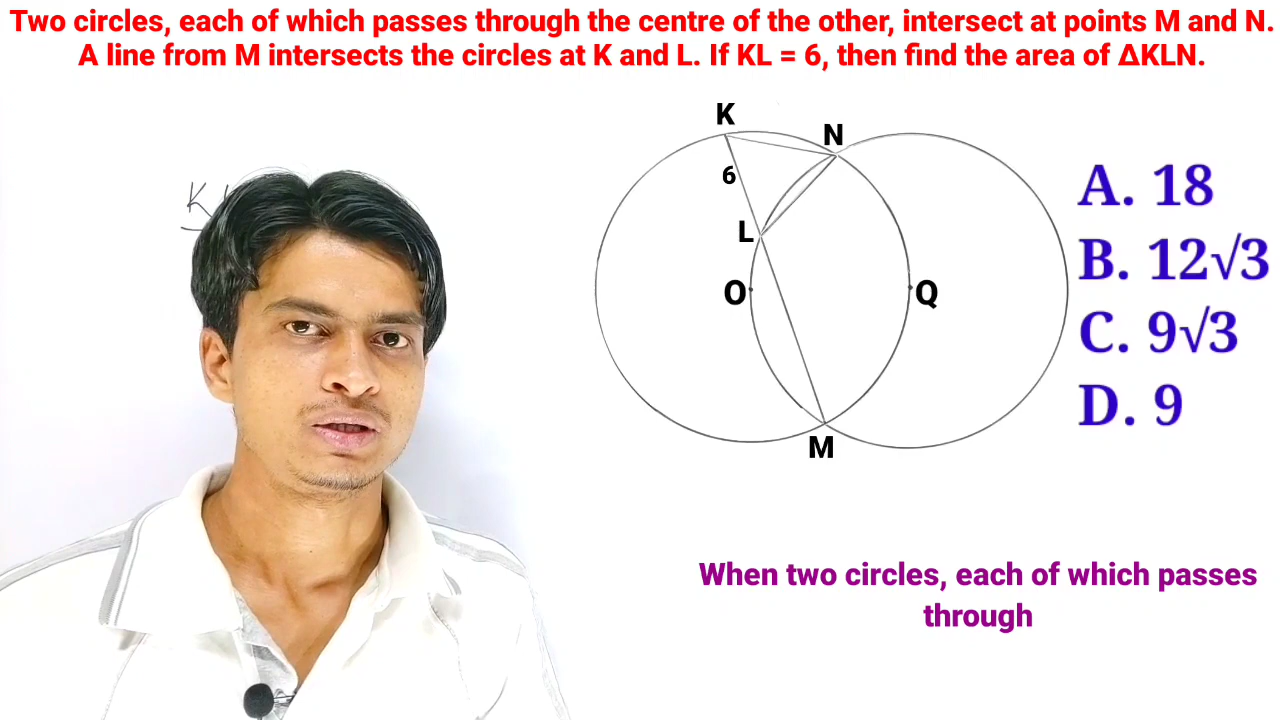 Two circles, each of which passes through the centre of the other, intersect at points M and N.
A line from M intersects the circles at K and L. If KL = 6, then find the area of ΔKLN.
K
N
6
L
O
Q
M
A. 18
B. 12√3
C. 9√3
D. 9
K
When two circles, each of which passes
through